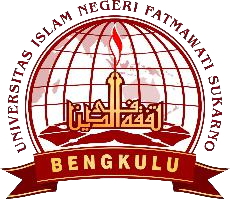 UNIVERSITAS ISLAM NEGERI FATMAWATI SUKARNO
BENGKULU